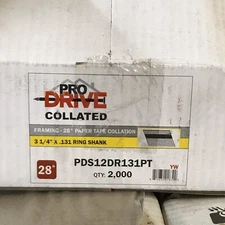 PRO
DRIVE
COLLATED
FRAMING - 28° PAPER TAPE COLLATION
3 1/4" X .131 RING SHANK
28°
PDS12DR131PT
QTY: 2,000
YW